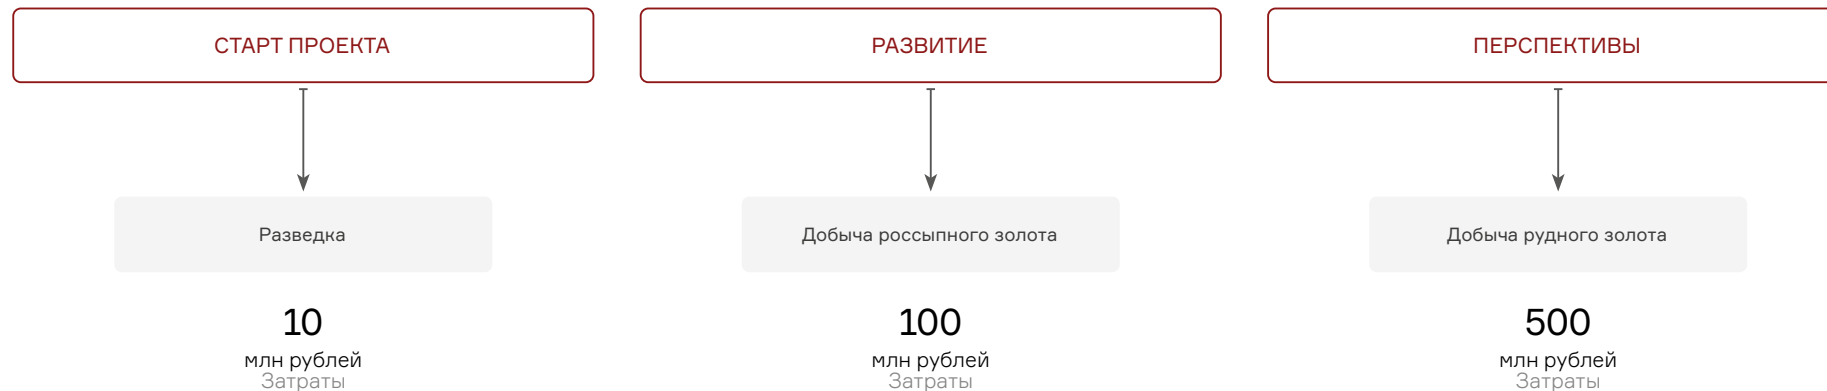 СТАРТ ПРОЕКТА
Разведка
10
млн рублей
Затраты
РАЗВИТИЕ
Добыча россыпного золота
100
млн рублей
Затраты
ПЕРСПЕКТИВЫ
Добыча рудного золота
500
млн рублей
Затраты